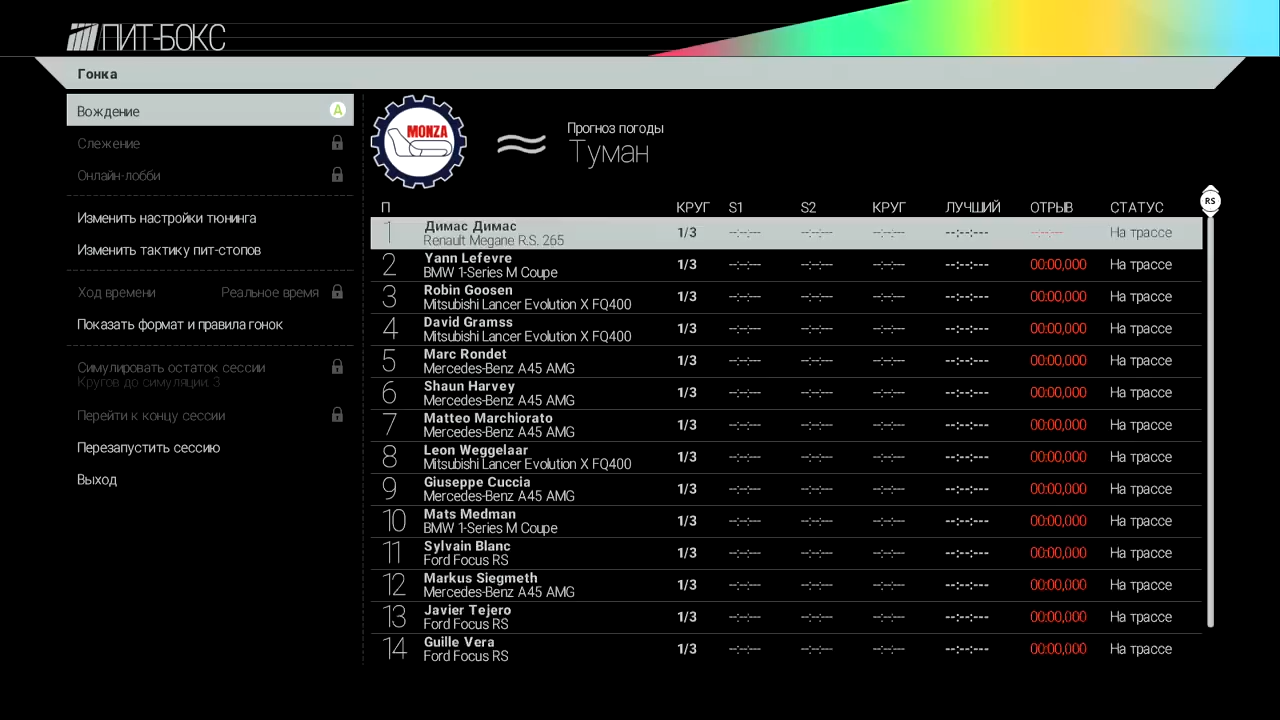 ПИТ-БОКС
Гонка
Вождение A
Слежение
Онлайн-лобби
Изменить настройки тюнинга
Изменить тактику пит-стопов
Ход времени Реальное время
Показать формат и правила гонок
Симулировать остаток сессии
Кругов до симуляции: 3
Перейти к концу сессии
Перезапустить сессию
Выход
MONZA
Прогноз погоды
Туман
П КРУГ S1 S2 КРУГ ЛУЧШИЙ ОТРЫВ СТАТУС RS
1 Димас Димас 1/3 --:--:--- --:--:--- --:--:--- --:--:--- --:--:--- На трассе
Renault Megane R.S. 265
2 Yann Lefevre 1/3 --:--:--- --:--:--- --:--:--- --:--:--- 00:00,000 На трассе
BMW 1-Series M Coupe
3 Robin Goosen 1/3 --:--:--- --:--:--- --:--:--- --:--:--- 00:00,000 На трассе
Mitsubishi Lancer Evolution X FQ400
4 David Gramss 1/3 --:--:--- --:--:--- --:--:--- --:--:--- 00:00,000 На трассе
Mitsubishi Lancer Evolution X FQ400
5 Marc Rondet 1/3 --:--:--- --:--:--- --:--:--- --:--:--- 00:00,000 На трассе
Mercedes-Benz A45 AMG
6 Shaun Harvey 1/3 --:--:--- --:--:--- --:--:--- --:--:--- 00:00,000 На трассе
Mercedes-Benz A45 AMG
7 Matteo Marchiorato 1/3 --:--:--- --:--:--- --:--:--- --:--:--- 00:00,000 На трассе
Mercedes-Benz A45 AMG
8 Leon Weggelaar 1/3 --:--:--- --:--:--- --:--:--- --:--:--- 00:00,000 На трассе
Mitsubishi Lancer Evolution X FQ400
9 Giuseppe Cuccia 1/3 --:--:--- --:--:--- --:--:--- --:--:--- 00:00,000 На трассе
Mercedes-Benz A45 AMG
10 Mats Medman 1/3 --:--:--- --:--:--- --:--:--- --:--:--- 00:00,000 На трассе
BMW 1-Series M Coupe
11 Sylvain Blanc 1/3 --:--:--- --:--:--- --:--:--- --:--:--- 00:00,000 На трассе
Ford Focus RS
12 Markus Siegmeth 1/3 --:--:--- --:--:--- --:--:--- --:--:--- 00:00,000 На трассе
Mercedes-Benz A45 AMG
13 Javier Tejero 1/3 --:--:--- --:--:--- --:--:--- --:--:--- 00:00,000 На трассе
Ford Focus RS
14 Guille Vera 1/3 --:--:--- --:--:--- --:--:--- --:--:--- 00:00,000 На трассе
Ford Focus RS